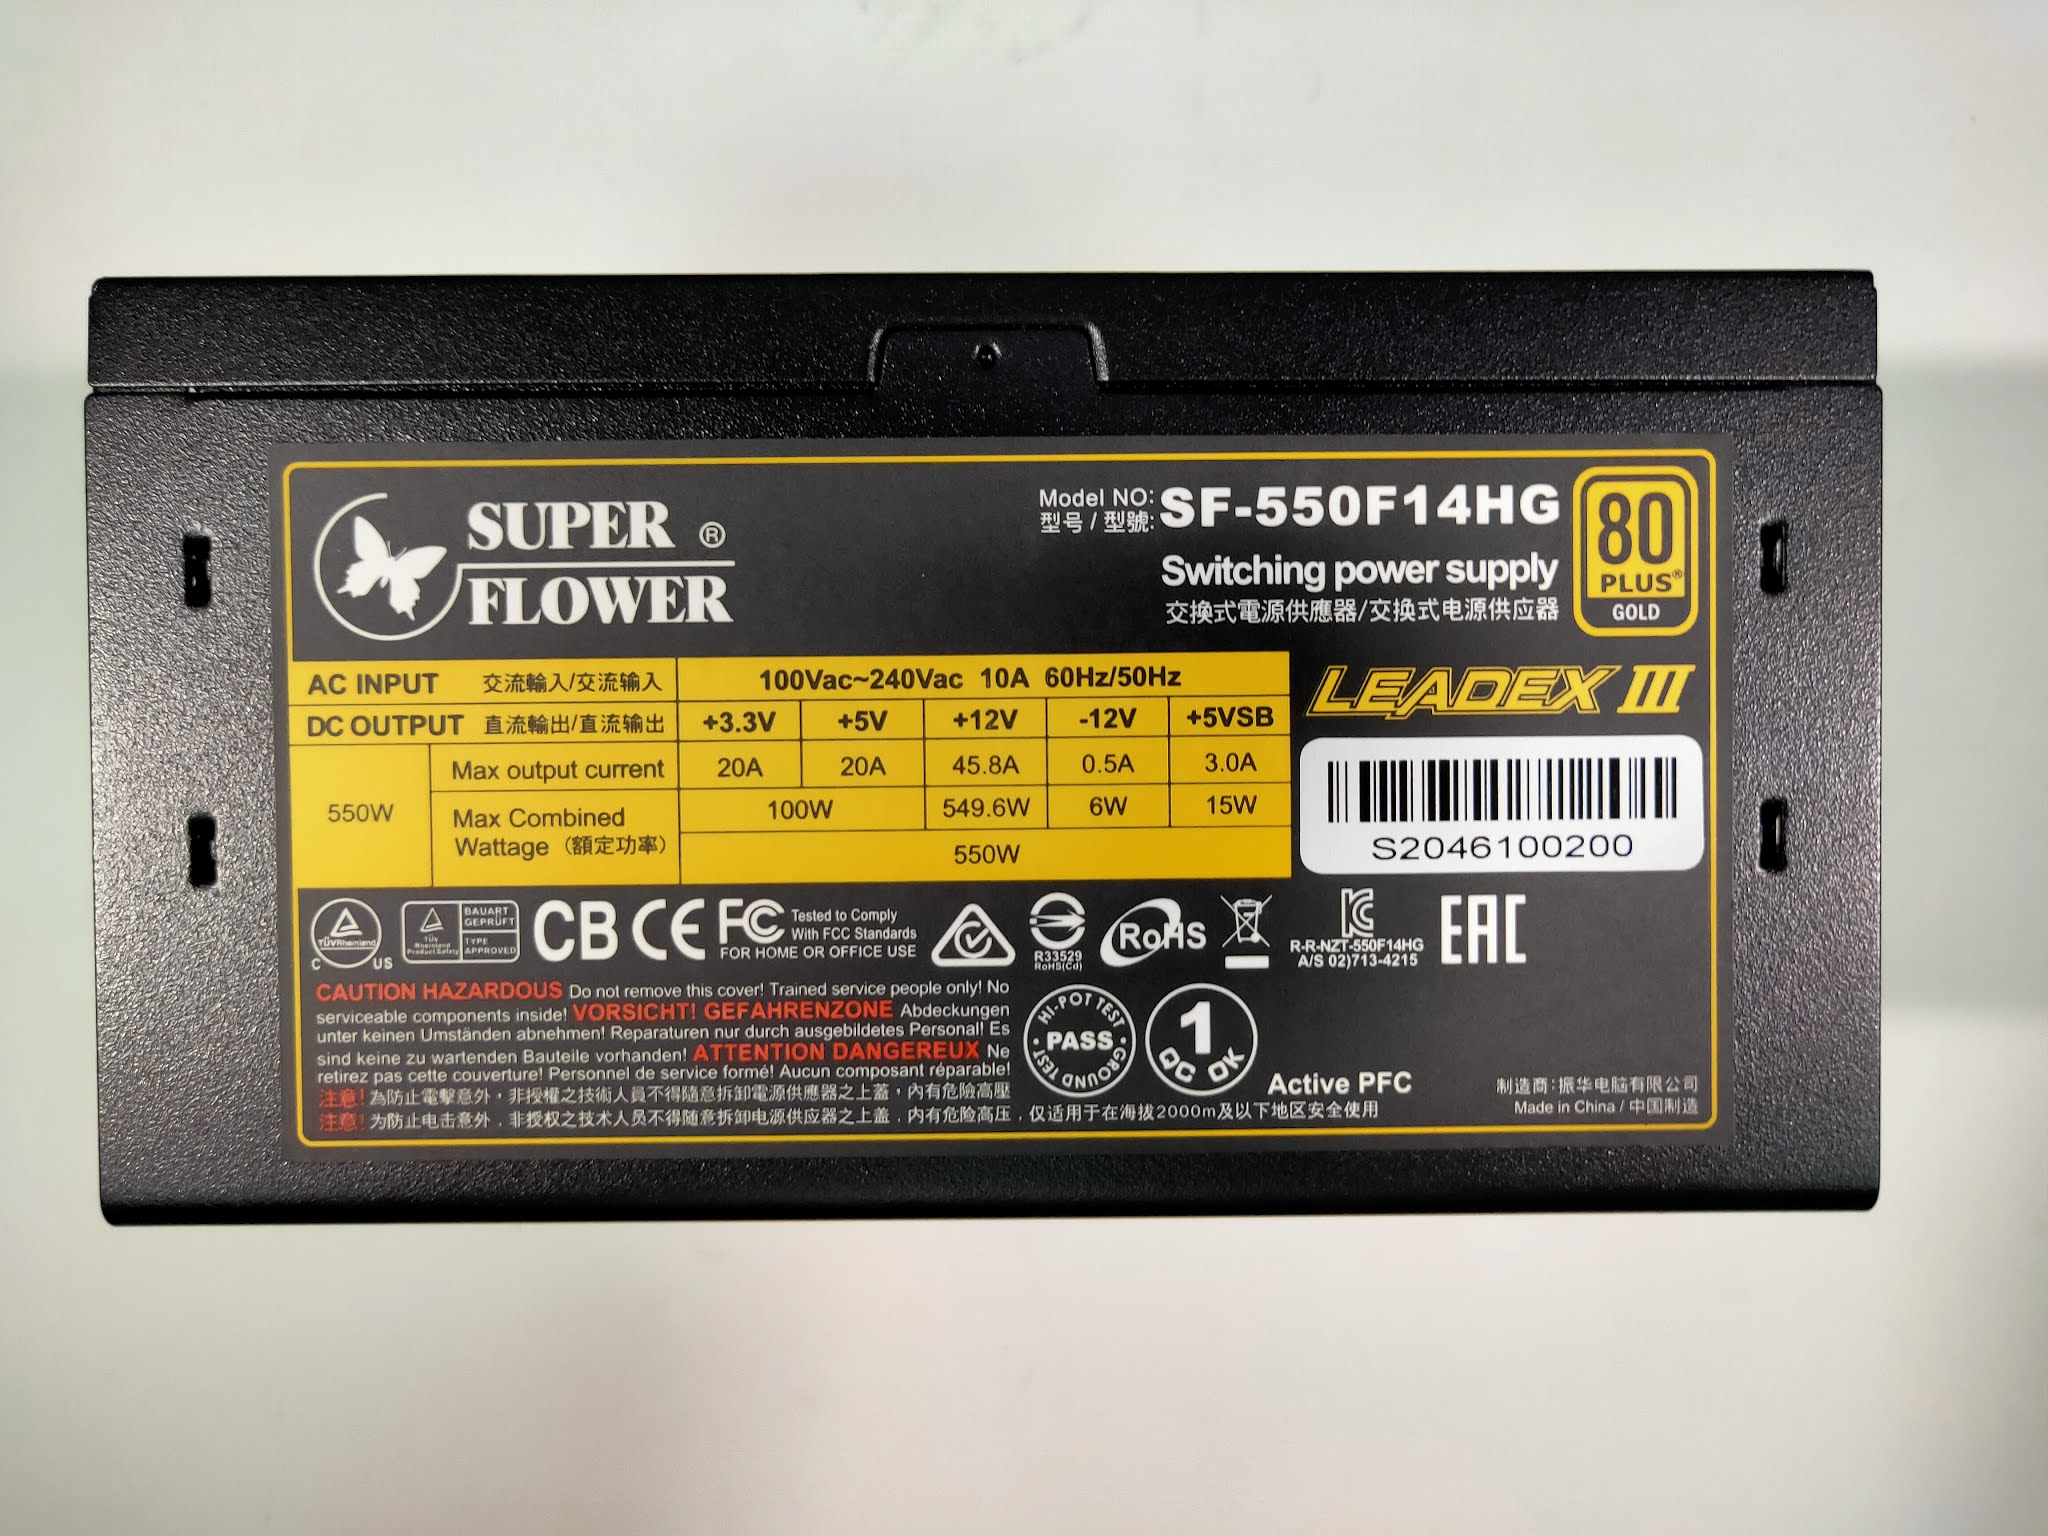 SUPER ®
FLOWER
Model NO: SF-550F14HG
型号 / 型號:
Switching power supply
交換式電源供應器/交换式电源供应器
80
PLUS®
GOLD
AC INPUT 交流輸入/交流输入 100Vac~240Vac 10A 60Hz/50Hz
DC OUTPUT 直流輸出/直流输出 +3.3V +5V +12V -12V +5VSB
550W
Max output current 20A 20A 45.8A 0.5A 3.0A
Max Combined
Wattage (額定功率)
100W 549.6W 6W 15W
550W
LEADEX III
S2046100200
TÜVRheinland
C US
TÜV
Rheinland
Product Safety
BAUART
GEPRÜFT
TYPE
APPROVED
CB CE FC
Tested to Comply
With FCC Standards
FOR HOME OR OFFICE USE
R33529
RoHS(Cd)
RoHS
R-R-NZT-550F14HG
A/S 02)713-4215
EAC
CAUTION HAZARDOUS Do not remove this cover! Trained service people only! No
serviceable components inside! VORSICHT! GEFAHRENZONE Abdeckungen
unter keinen Umständen abnehmen! Reparaturen nur durch ausgebildetes Personal! Es
sind keine zu wartenden Bauteile vorhanden! ATTENTION DANGEREUX Ne
retirez pas cette couverture! Personnel de service formé! Aucun composant réparable!
注意! 為防止電擊意外，非授權之技術人員不得隨意拆卸電源供應器之上蓋，內有危險高壓
注意! 为防止电击意外，非授权之技术人员不得随意拆卸电源供应器之上盖，内有危险高压，仅适用于在海拔2000m及以下地区安全使用
HI-POT TEST
PASS
GROUND TEST
1
QC OK
Active PFC
制造商：振华电脑有限公司
Made in China / 中国制造